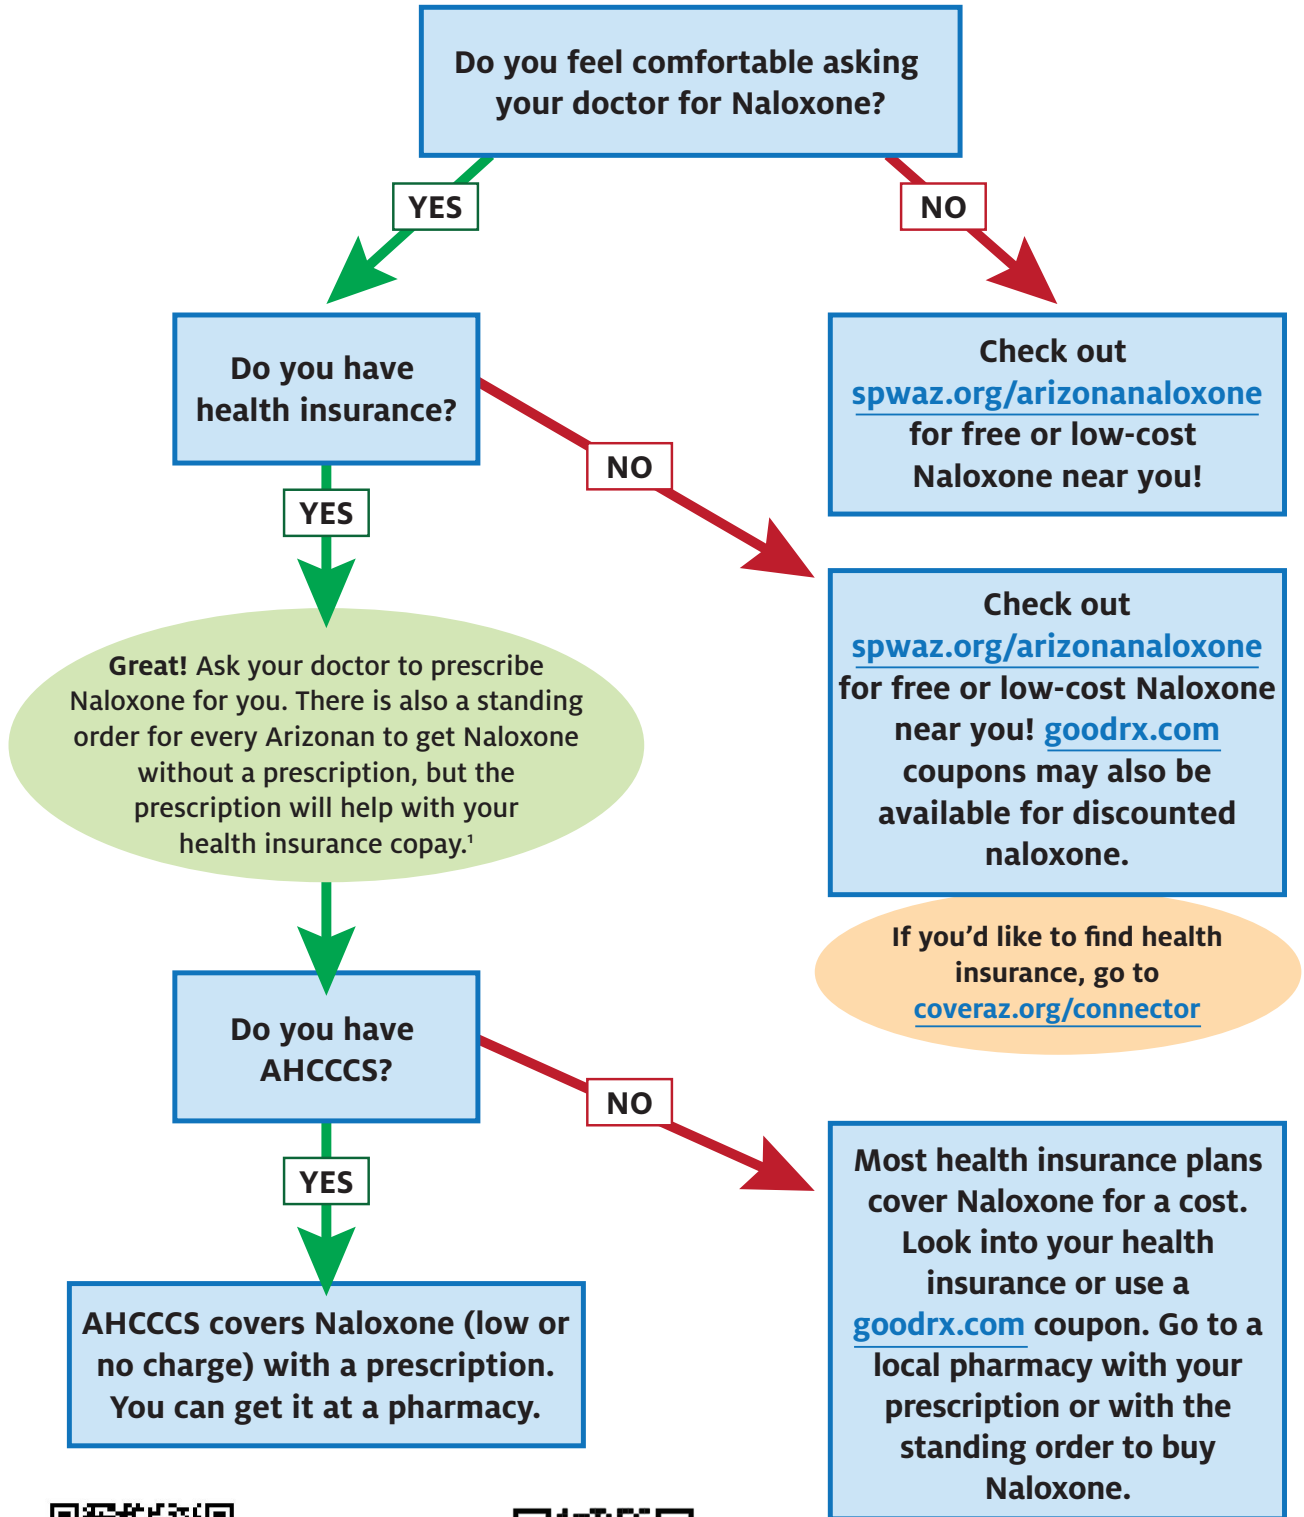 Do you feel comfortable asking
your doctor for Naloxone?
YES
NO
Do you have
health insurance?
Check out
spwaz.org/arizonanaloxone
for free or low-cost
Naloxone near you!
NO
YES
Check out
spwaz.org/arizonanaloxone
for free or low-cost Naloxone
near you! goodrx.com
coupons may also be
available for discounted
naloxone.
Great! Ask your doctor to prescribe
Naloxone for you. There is also a standing
order for every Arizonan to get Naloxone
without a prescription, but the
prescription will help with your
health insurance copay.¹
If you’d like to find health
insurance, go to
coveraz.org/connector
Do you have
AHCCCS?
NO
YES
Most health insurance plans
cover Naloxone for a cost.
Look into your health
insurance or use a
goodrx.com coupon. Go to a
local pharmacy with your
prescription or with the
standing order to buy
Naloxone.
AHCCCS covers Naloxone (low or
no charge) with a prescription.
You can get it at a pharmacy.